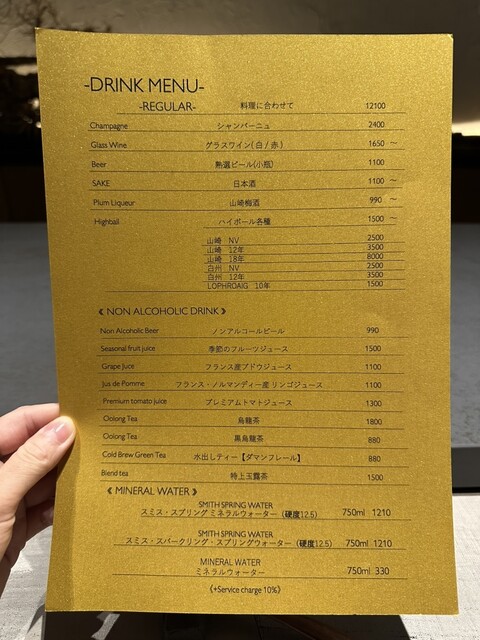 -DRINK MENU-
-REGULAR- 料理に合わせて 12100
Champagne シャンパーニュ 2400
Glass Wine グラスワイン(白/赤) 1650 ～
Beer 熟選ビール(小瓶) 1100
SAKE 日本酒 1100 ～
Plum Liqueur 山崎梅酒 990 ～
Highball ハイボール各種 1500 ～
山崎 NV 2500
山崎 12年 3500
山崎 18年 8000
白州 NV 2500
白州 12年 3500
LOPHROAIG 10年 1500
《 NON ALCOHOLIC DRINK 》
Non Alcoholic Beer ノンアルコールビール 990
Seasonal fruit juice 季節のフルーツジュース 1500
Grape Juce フランス産ブドウジュース 1100
Jus de Pomme フランス・ノルマンディー産 リンゴジュース 1100
Premium tomato juice プレミアムトマトジュース 1300
Oolong Tea 烏龍茶 1800
Oolong Tea 黒烏龍茶 880
Cold Brew Green Tea 水出しティー【ダマンフレール】 880
Blend tea 特上玉露茶 1500
《 MINERAL WATER 》
SMITH SPRING WATER
スミス・スプリング ミネラルウォーター（硬度12.5） 750ml 1210
SMITH SPRING WATER
スミス・スパークリング・スプリングウォーター（硬度12.5） 750ml 1210
MINERAL WATER
ミネラルウォーター 750ml 330
《+Service charge 10%》